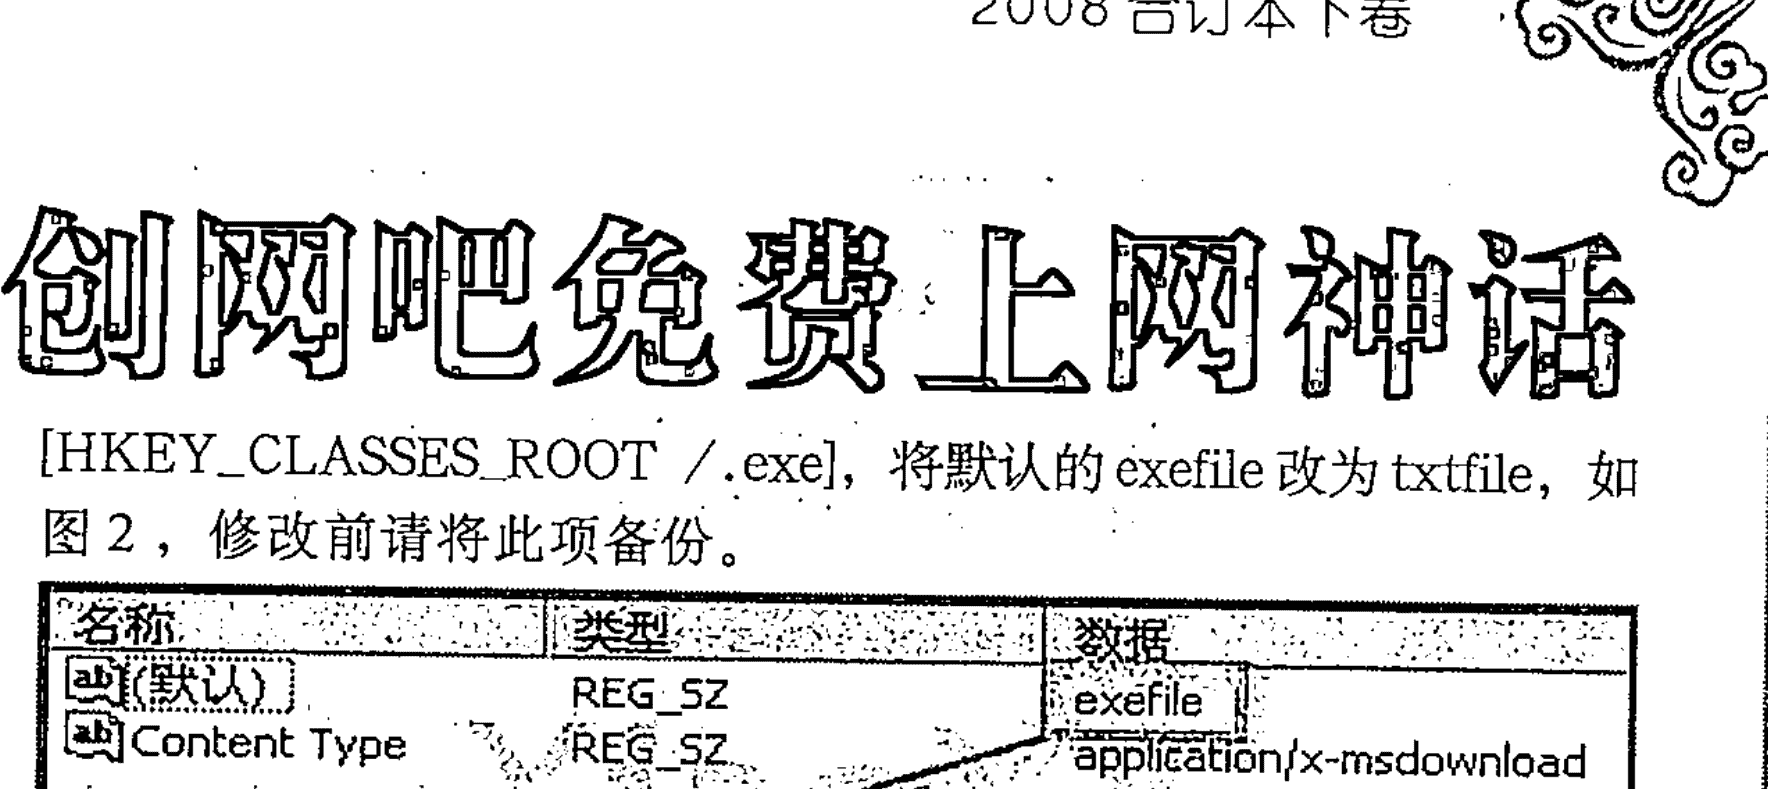 2008合订本下卷
创网吧免费上网神话
[HKEY_CLASSES_ROOT /.exe]，将默认的exefile改为txtfile，如
图2，修改前请将此项备份。
名称 类型 数据
(默认) REG_SZ exefile
Content Type REG_SZ application/x-msdownload